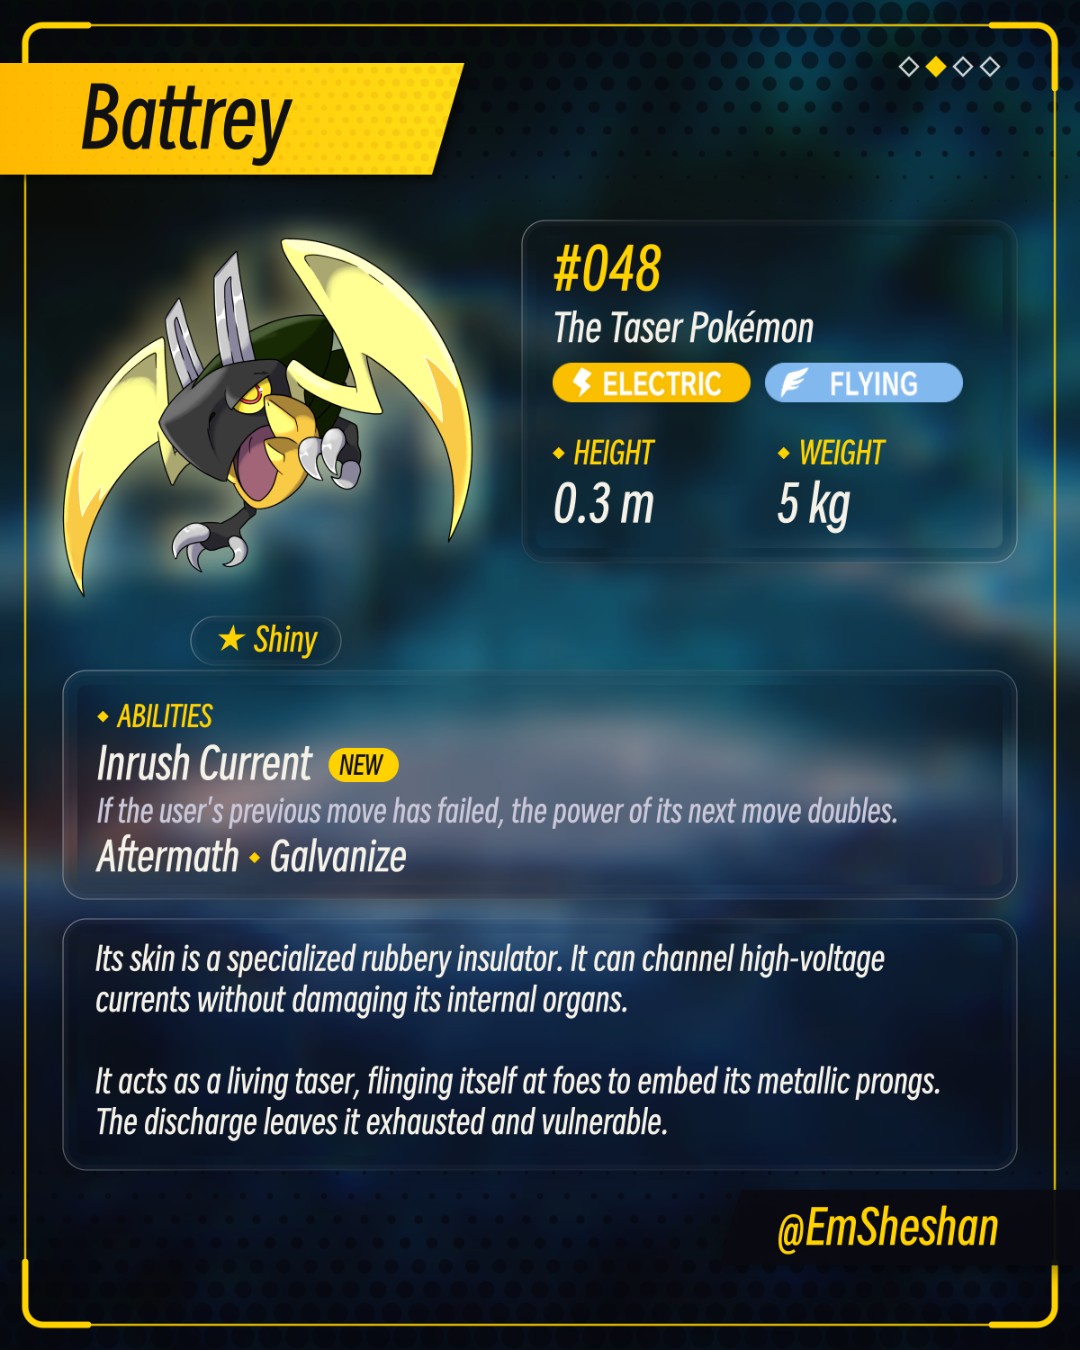 Battrey
#048
The Taser Pokémon
ELECTRIC FLYING
HEIGHT WEIGHT
0.3 m 5 kg
★ Shiny
ABILITIES
Inrush Current NEW
If the user's previous move has failed, the power of its next move doubles.
Aftermath ◆ Galvanize
Its skin is a specialized rubbery insulator. It can channel high-voltage
currents without damaging its internal organs.
It acts as a living taser, flinging itself at foes to embed its metallic prongs.
The discharge leaves it exhausted and vulnerable.
@EmSheshan